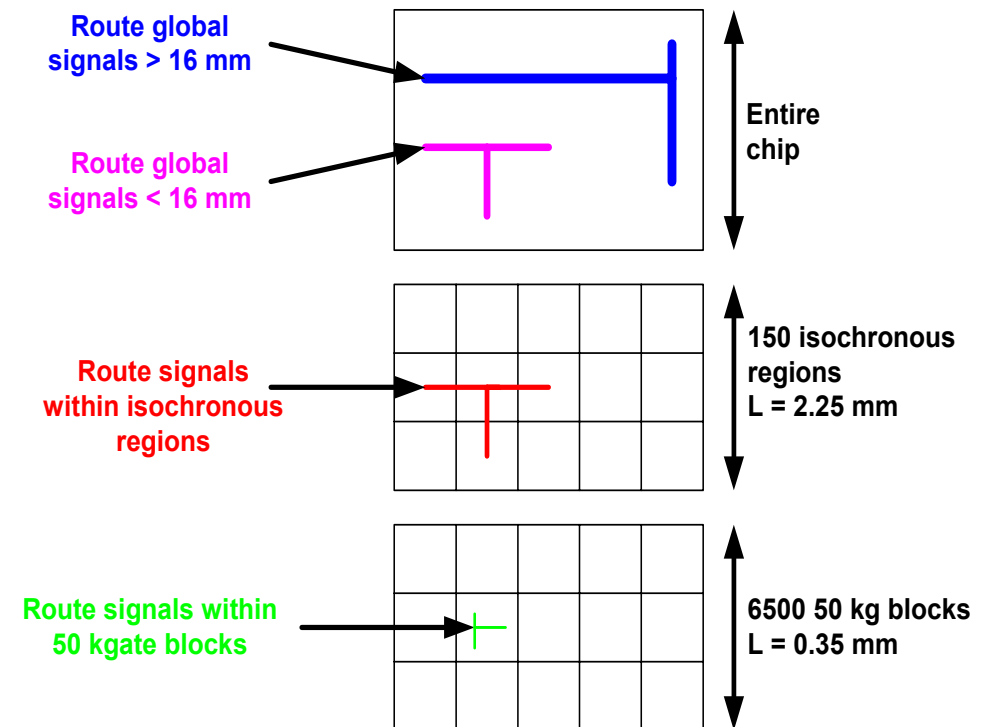 Route global
signals > 16 mm
Entire
chip
Route global
signals < 16 mm
150 isochronous
regions
L = 2.25 mm
Route signals
within isochronous
regions
Route signals within
50 kgate blocks
6500 50 kg blocks
L = 0.35 mm